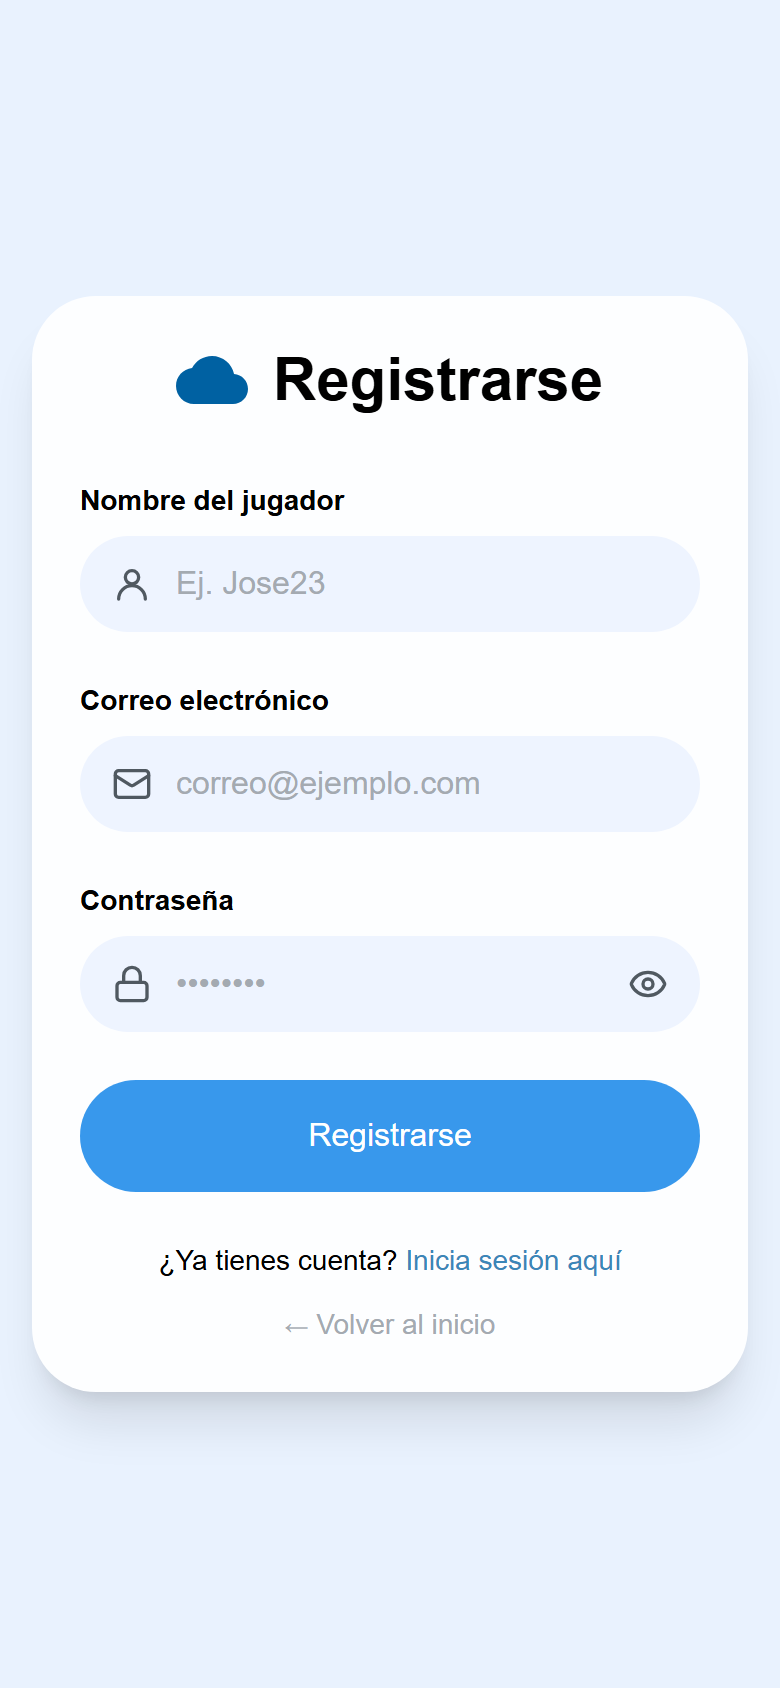 Registrarse
Nombre del jugador
Ej. Jose23
Correo electrónico
correo@ejemplo.com
Contraseña
••••••••
Registrarse
¿Ya tienes cuenta? Inicia sesión aquí
← Volver al inicio